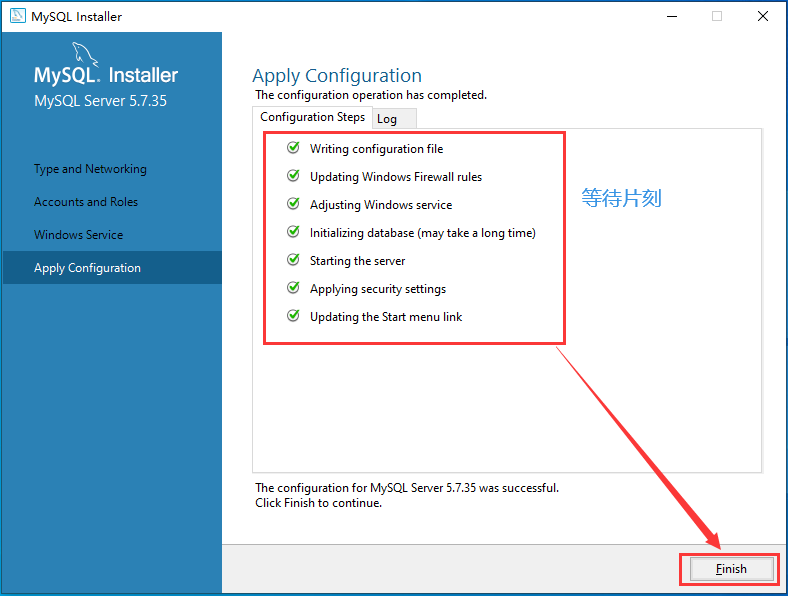 MySQL Installer
MySQL. Installer
MySQL Server 5.7.35
Type and Networking
Accounts and Roles
Windows Service
Apply Configuration
Apply Configuration
The configuration operation has completed.
Configuration Steps
Log
Writing configuration file
Updating Windows Firewall rules
Adjusting Windows service
Initializing database (may take a long time)
Starting the server
Applying security settings
Updating the Start menu link
等待片刻
The configuration for MySQL Server 5.7.35 was successful.
Click Finish to continue.
Finish